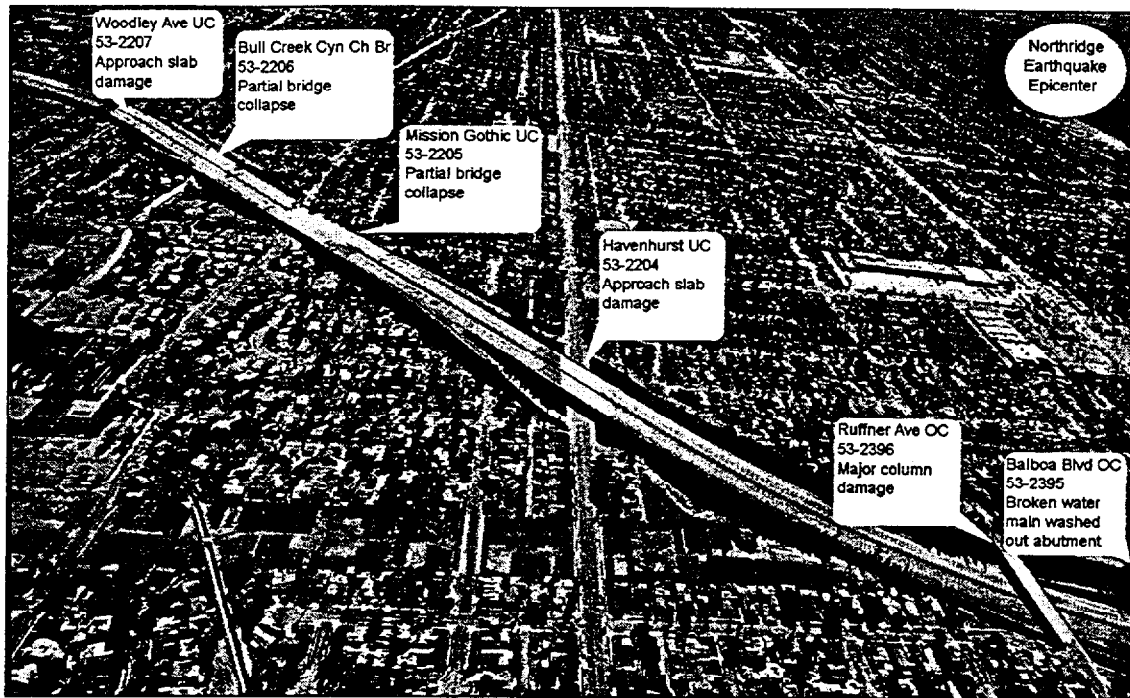 Woodley Ave UC
53-2207
Approach slab
damage
Bull Creek Cyn Ch Br
53-2206
Partial bridge
collapse
Mission Gothic UC
53-2205
Partial bridge
collapse
Northridge
Earthquake
Epicenter
Havenhurst UC
53-2204
Approach slab
damage
Ruffner Ave OC
53-2396
Major column
damage
Balboa Blvd OC
53-2395
Broken water
main washed
out abutment